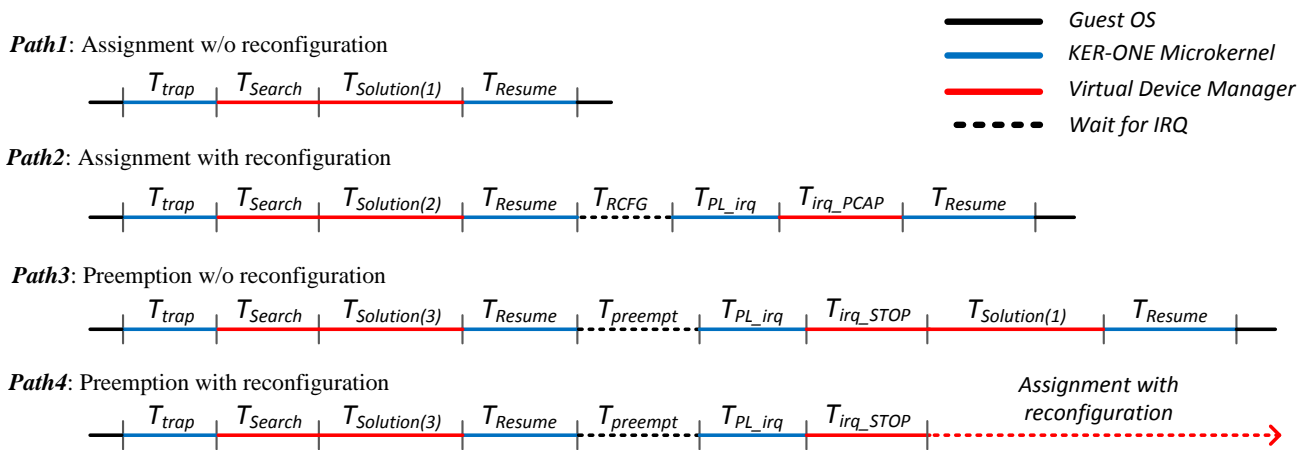 Guest OS
Path1: Assignment w/o reconfiguration
KER-ONE Microkernel
T_trap T_Search T_Solution(1) T_Resume
Virtual Device Manager
Wait for IRQ
Path2: Assignment with reconfiguration
T_trap T_Search T_Solution(2) T_Resume T_RCFG T_PL_irq T_irq_PCAP T_Resume
Path3: Preemption w/o reconfiguration
T_trap T_Search T_Solution(3) T_Resume T_preempt T_PL_irq T_irq_STOP T_Solution(1) T_Resume
Path4: Preemption with reconfiguration
Assignment with
reconfiguration
T_trap T_Search T_Solution(3) T_Resume T_preempt T_PL_irq T_irq_STOP